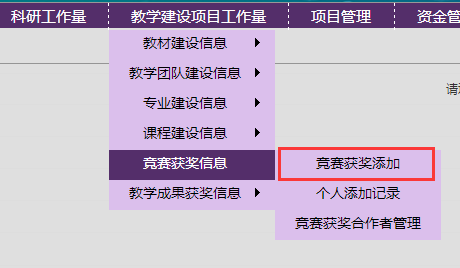 科研工作量 教学建设项目工作量 项目管理 资金管
教材建设信息
请
教学团队建设信息
专业建设信息
课程建设信息
竟赛获奖信息 竟赛获奖添加
教学成果获奖信息 个人添加记录
竟赛获奖合作者管理